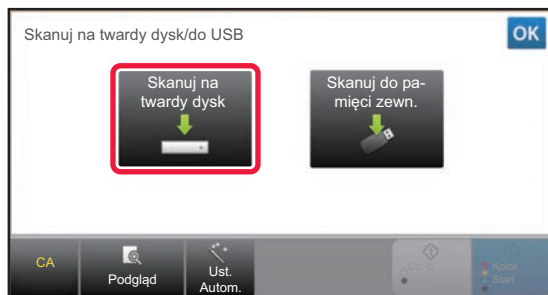 Skanuj na twardy dysk/do USB
OK
Skanuj na
twardy dysk
Skanuj do pa-
mięci zewn.
CA
Podgląd
Ust.
Autom.
Kolor
Start